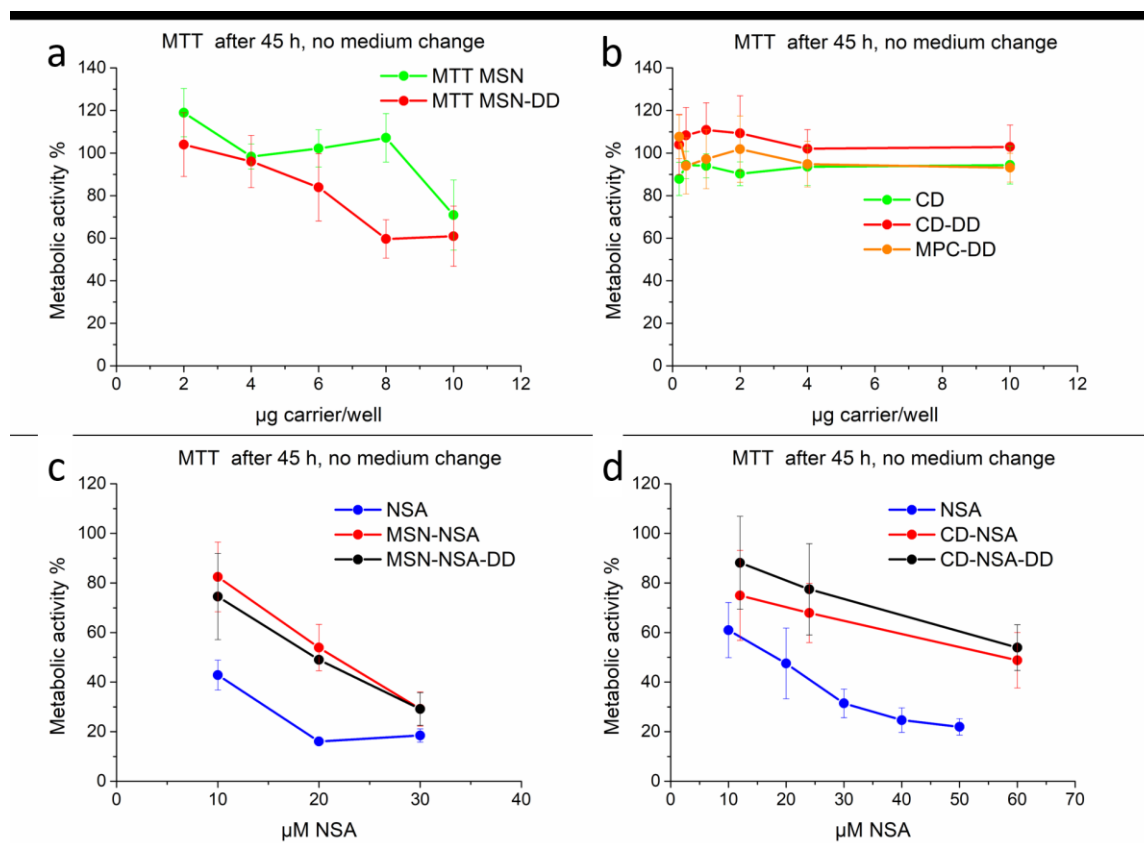 a
MTT after 45 h, no medium change
MTT MSN
MTT MSN-DD
Metabolic activity %
140
120
100
80
60
40
20
0
0 2 4 6 8 10 12
µg carrier/well
b
MTT after 45 h, no medium change
CD
CD-DD
MPC-DD
Metabolic activity %
140
120
100
80
60
40
20
0
0 2 4 6 8 10 12
µg carrier/well
c
MTT after 45 h, no medium change
NSA
MSN-NSA
MSN-NSA-DD
Metabolic activity %
120
100
80
60
40
20
0
0 10 20 30 40
µM NSA
d
MTT after 45 h, no medium change
NSA
CD-NSA
CD-NSA-DD
Metabolic activity %
120
100
80
60
40
20
0
0 10 20 30 40 50 60 70
µM NSA